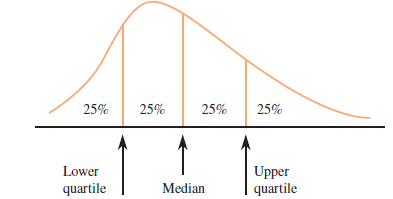 25% 25% 25% 25%
Lower quartile
Median
Upper quartile